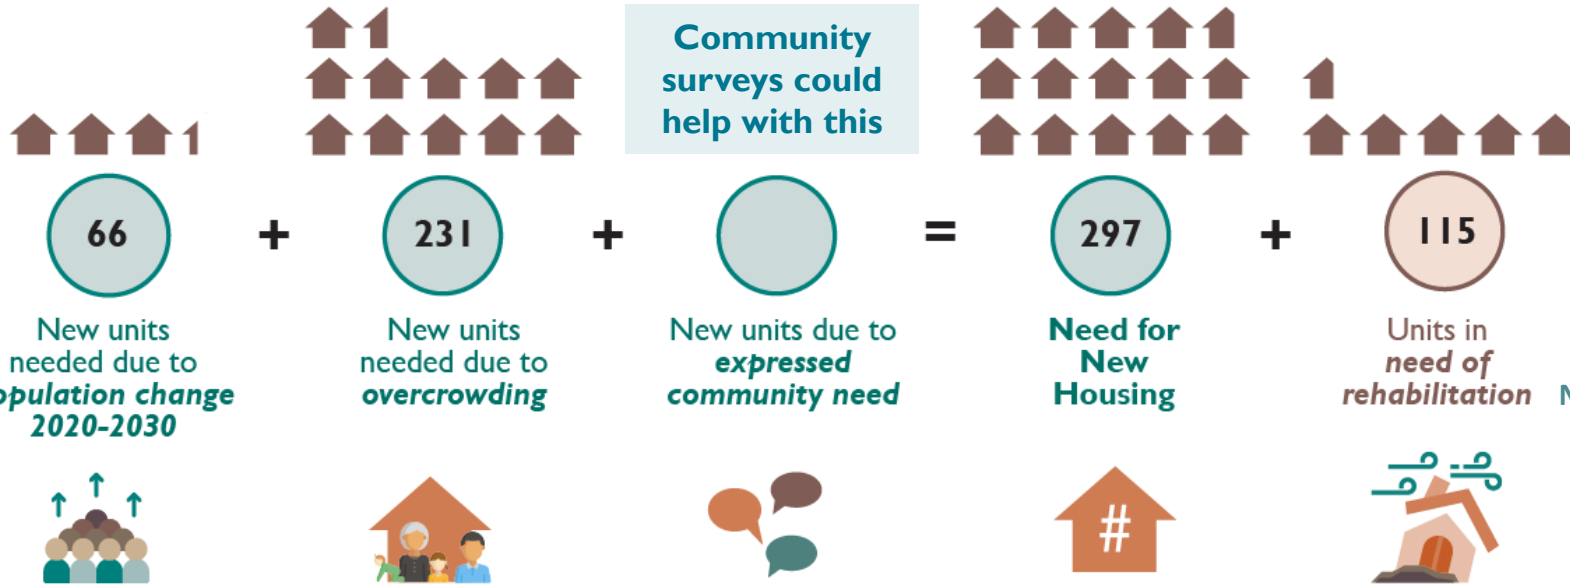 Community
surveys could
help with this
66
+
231
+
=
297
+
115
New units
needed due to
opulation change
2020-2030
New units
needed due to
overcrowding
New units due to
expressed
community need
Need for
New
Housing
Units in
need of
rehabilitation
#